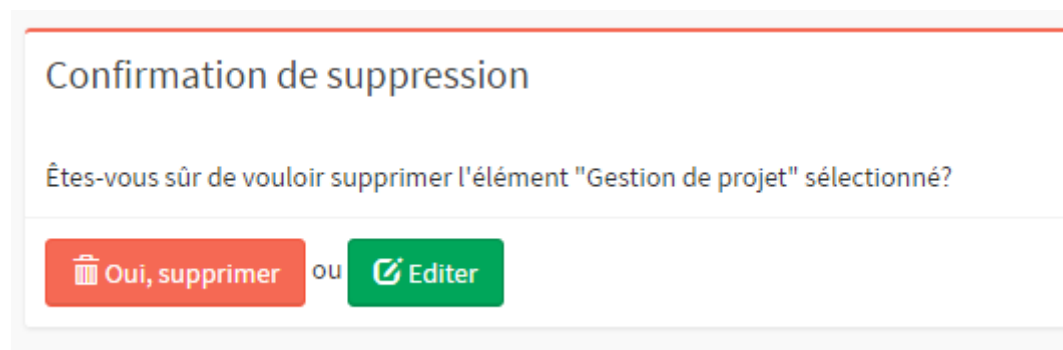 Confirmation de suppression
Êtes-vous sûr de vouloir supprimer l'élément "Gestion de projet" sélectionné?
Oui, supprimer ou Editer